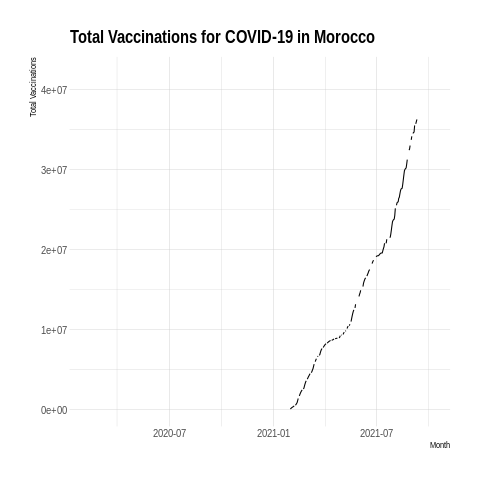 Total Vaccinations for COVID-19 in Morocco
Total Vaccinations
4e+07
3e+07
2e+07
1e+07
0e+00
2020-07 2021-01 2021-07
Month